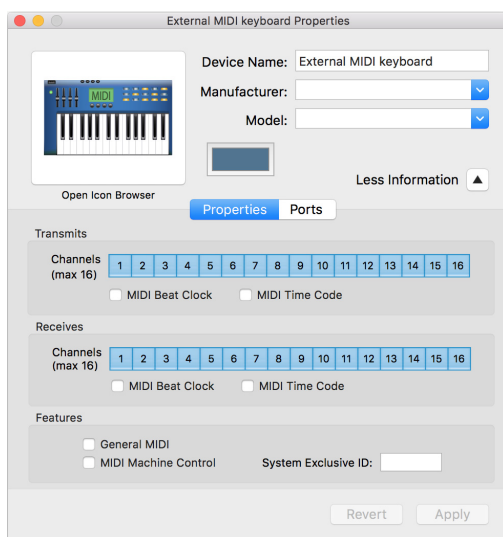 External MIDI keyboard Properties
Device Name: External MIDI keyboard
Manufacturer:
MIDI
Model:
Less Information
Open Icon Browser
Properties Ports
Transmits
Channels
(max 16)
1 2 3 4 5 6 7 8 9 10 11 12 13 14 15 16
MIDI Beat Clock MIDI Time Code
Receives
Channels
(max 16)
1 2 3 4 5 6 7 8 9 10 11 12 13 14 15 16
MIDI Beat Clock MIDI Time Code
Features
General MIDI
MIDI Machine Control System Exclusive ID:
Revert Apply